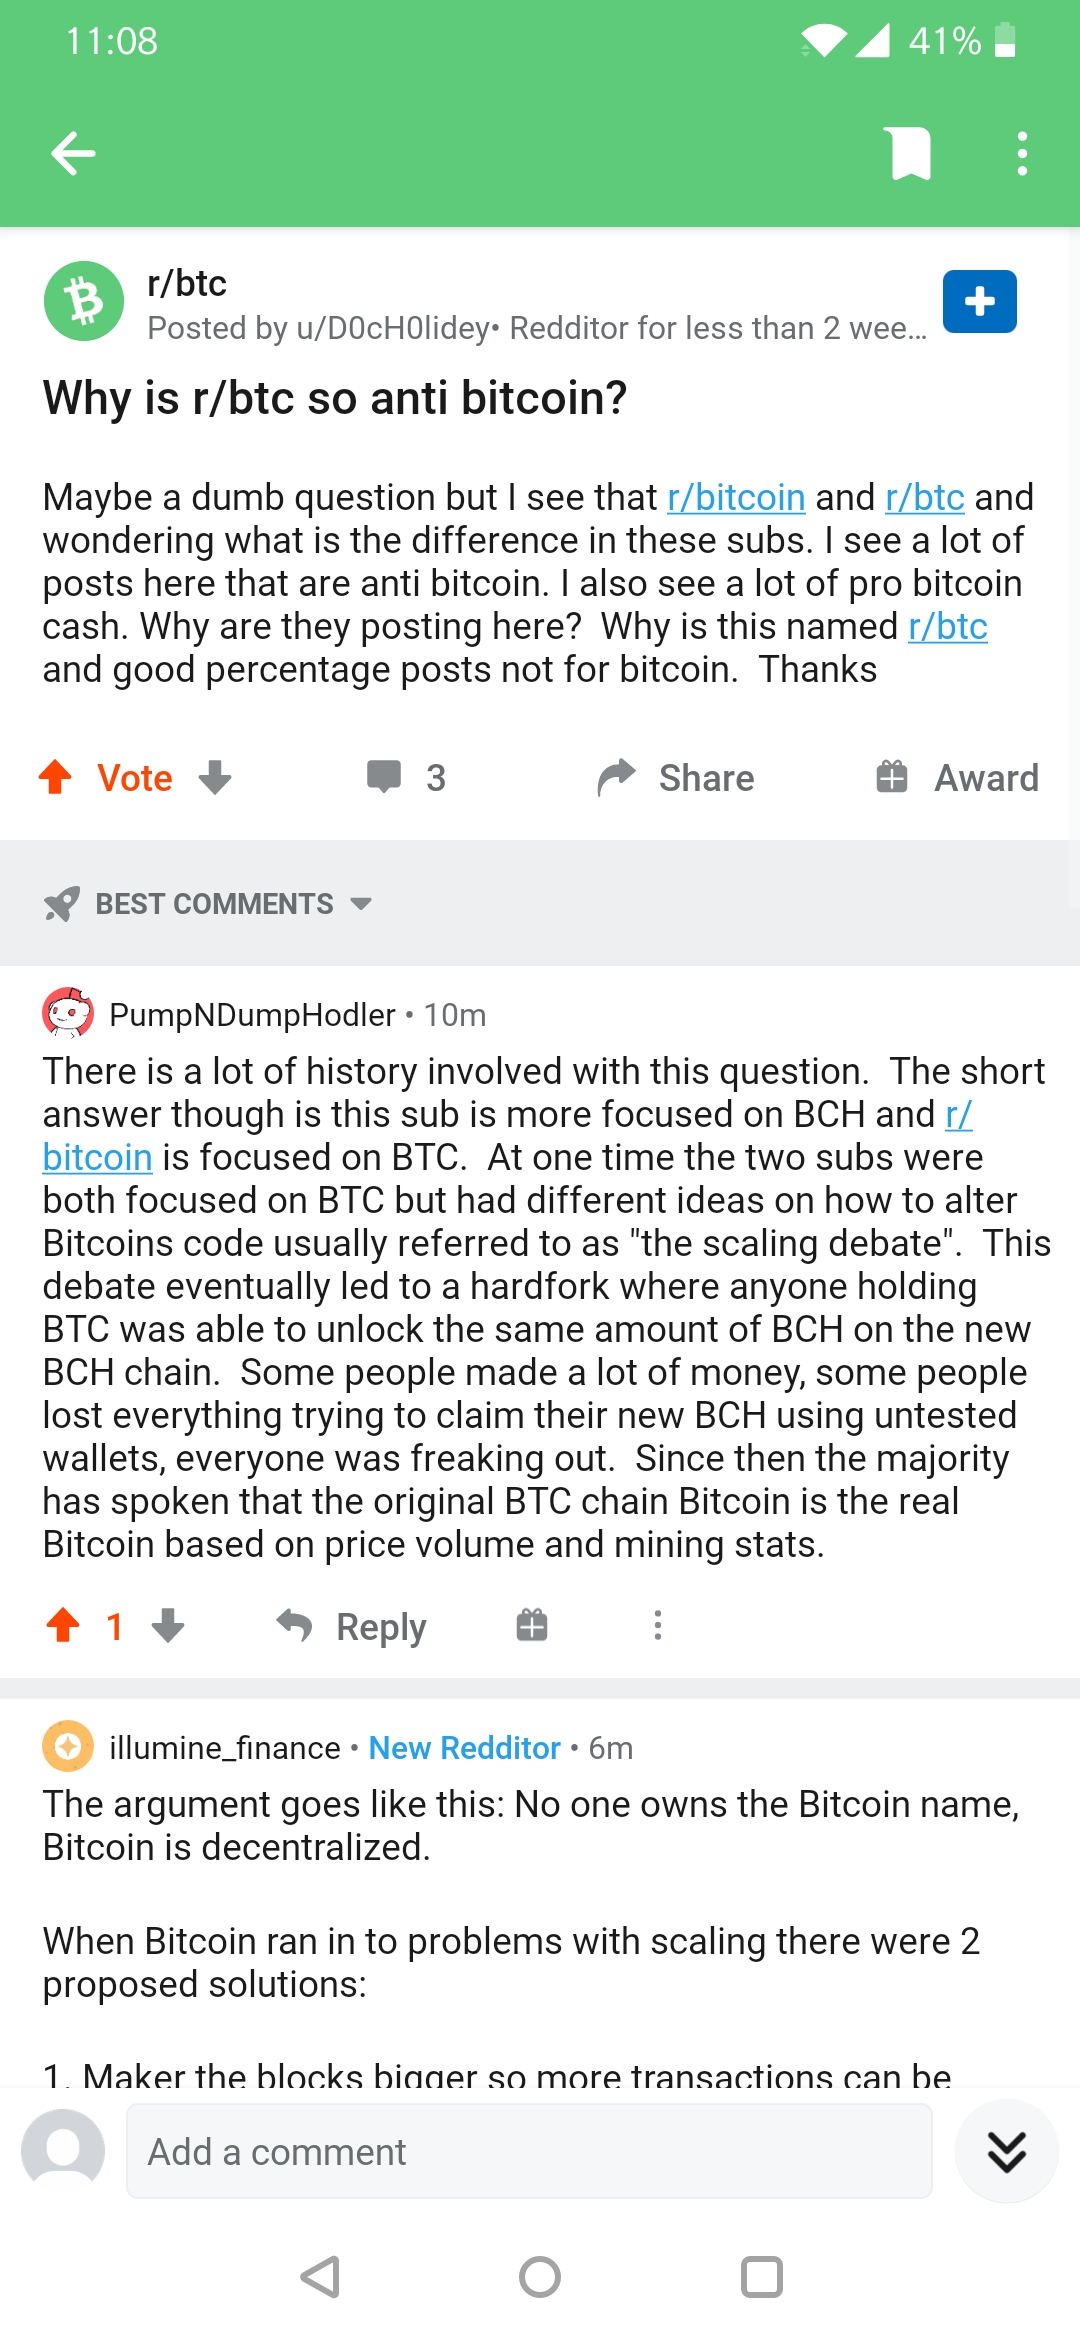 11:08
41%
r/btc
Posted by u/D0cH0lidey• Redditor for less than 2 wee...
Why is r/btc so anti bitcoin?
Maybe a dumb question but I see that r/bitcoin and r/btc and
wondering what is the difference in these subs. I see a lot of
posts here that are anti bitcoin. I also see a lot of pro bitcoin
cash. Why are they posting here?  Why is this named r/btc
and good percentage posts not for bitcoin.  Thanks
Vote
3
Share
Award
BEST COMMENTS
PumpNDumpHodler • 10m
There is a lot of history involved with this question.  The short
answer though is this sub is more focused on BCH and r/
bitcoin is focused on BTC.  At one time the two subs were
both focused on BTC but had different ideas on how to alter
Bitcoins code usually referred to as "the scaling debate".  This
debate eventually led to a hardfork where anyone holding
BTC was able to unlock the same amount of BCH on the new
BCH chain.  Some people made a lot of money, some people
lost everything trying to claim their new BCH using untested
wallets, everyone was freaking out.  Since then the majority
has spoken that the original BTC chain Bitcoin is the real
Bitcoin based on price volume and mining stats.
1
Reply
illumine_finance • New Redditor • 6m
The argument goes like this: No one owns the Bitcoin name,
Bitcoin is decentralized.
When Bitcoin ran in to problems with scaling there were 2
proposed solutions:
1. Maker the blocks bigger so more transactions can be
Add a comment